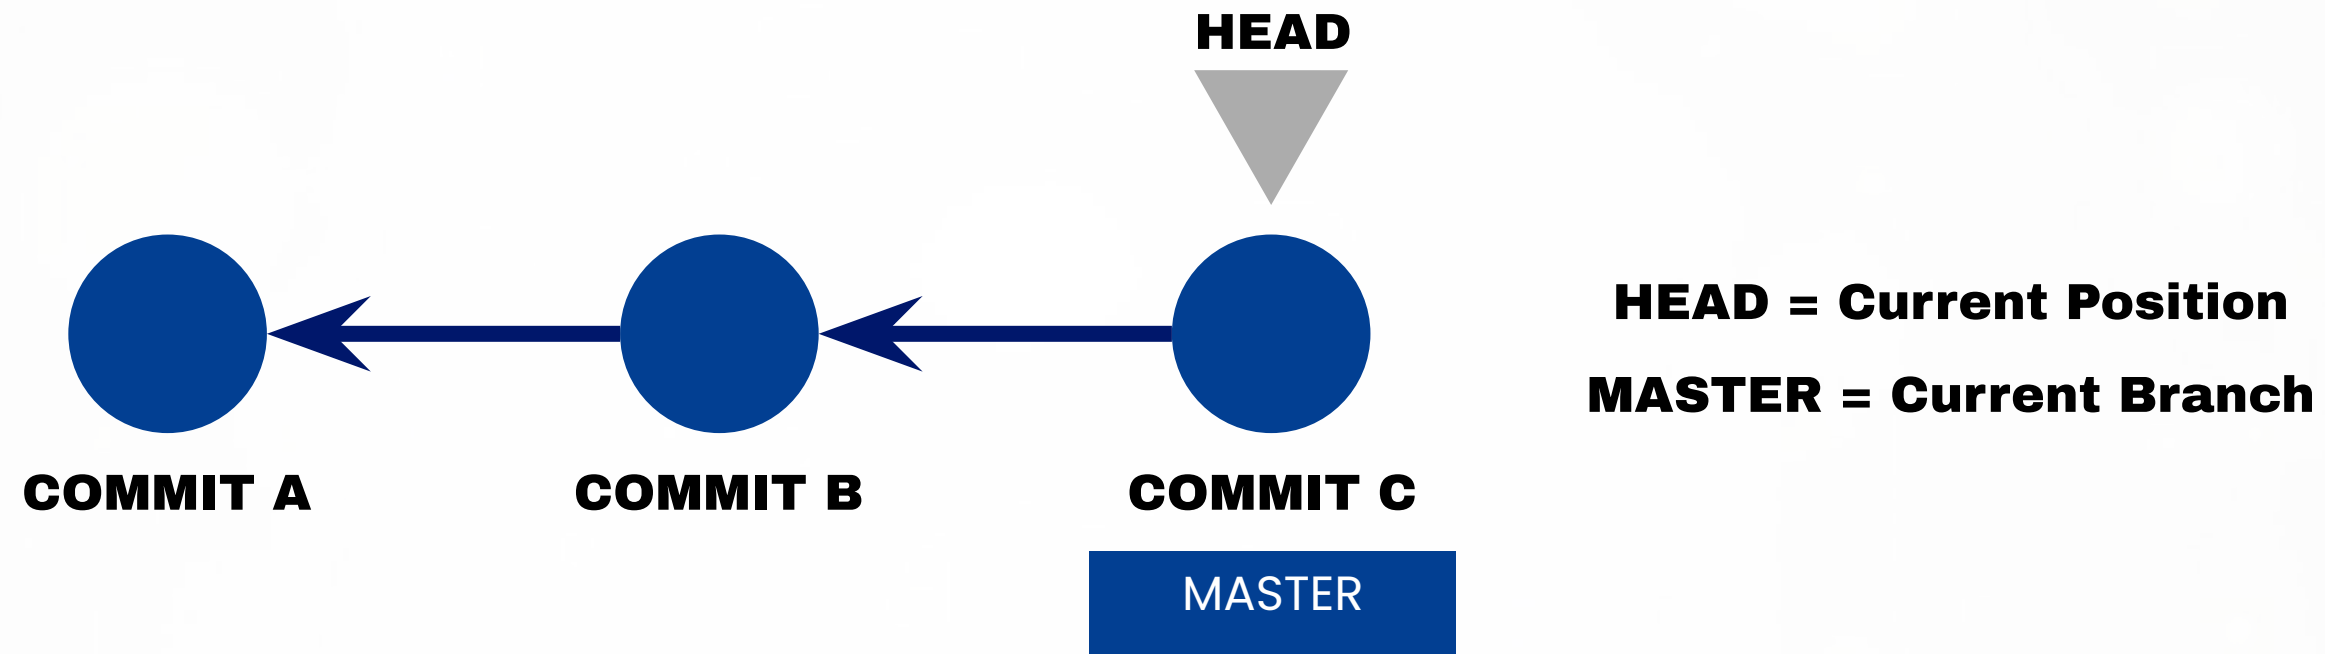 HEAD
HEAD = Current Position
MASTER = Current Branch
COMMIT A
COMMIT B
COMMIT C
MASTER